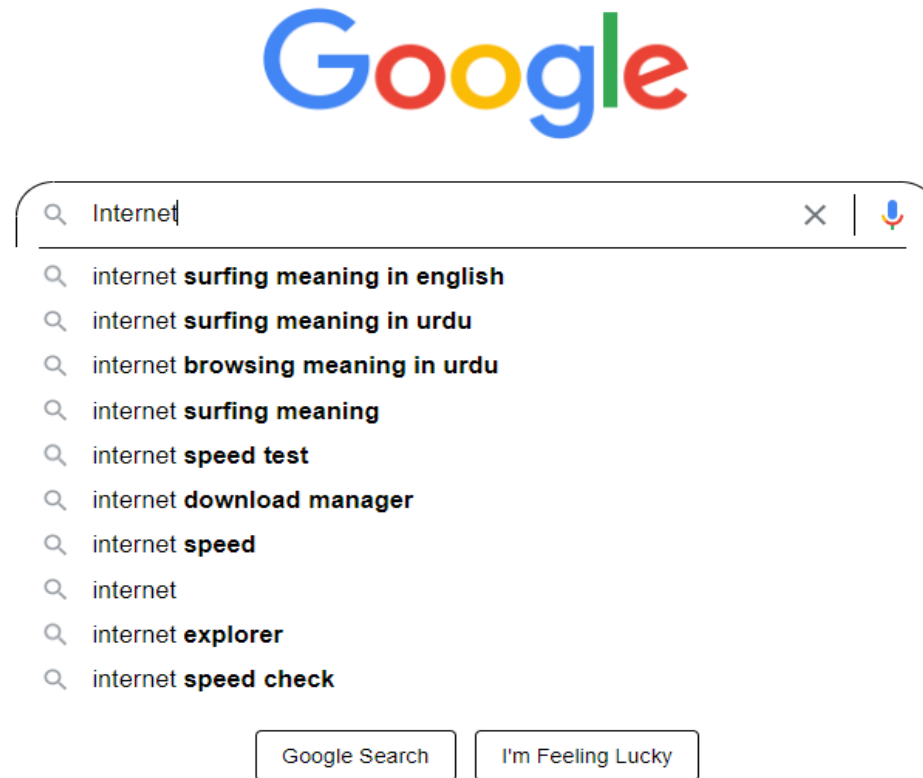 Google
Internet
internet surfing meaning in english
internet surfing meaning in urdu
internet browsing meaning in urdu
internet surfing meaning
internet speed test
internet download manager
internet speed
internet
internet explorer
internet speed check
Google Search
I'm Feeling Lucky